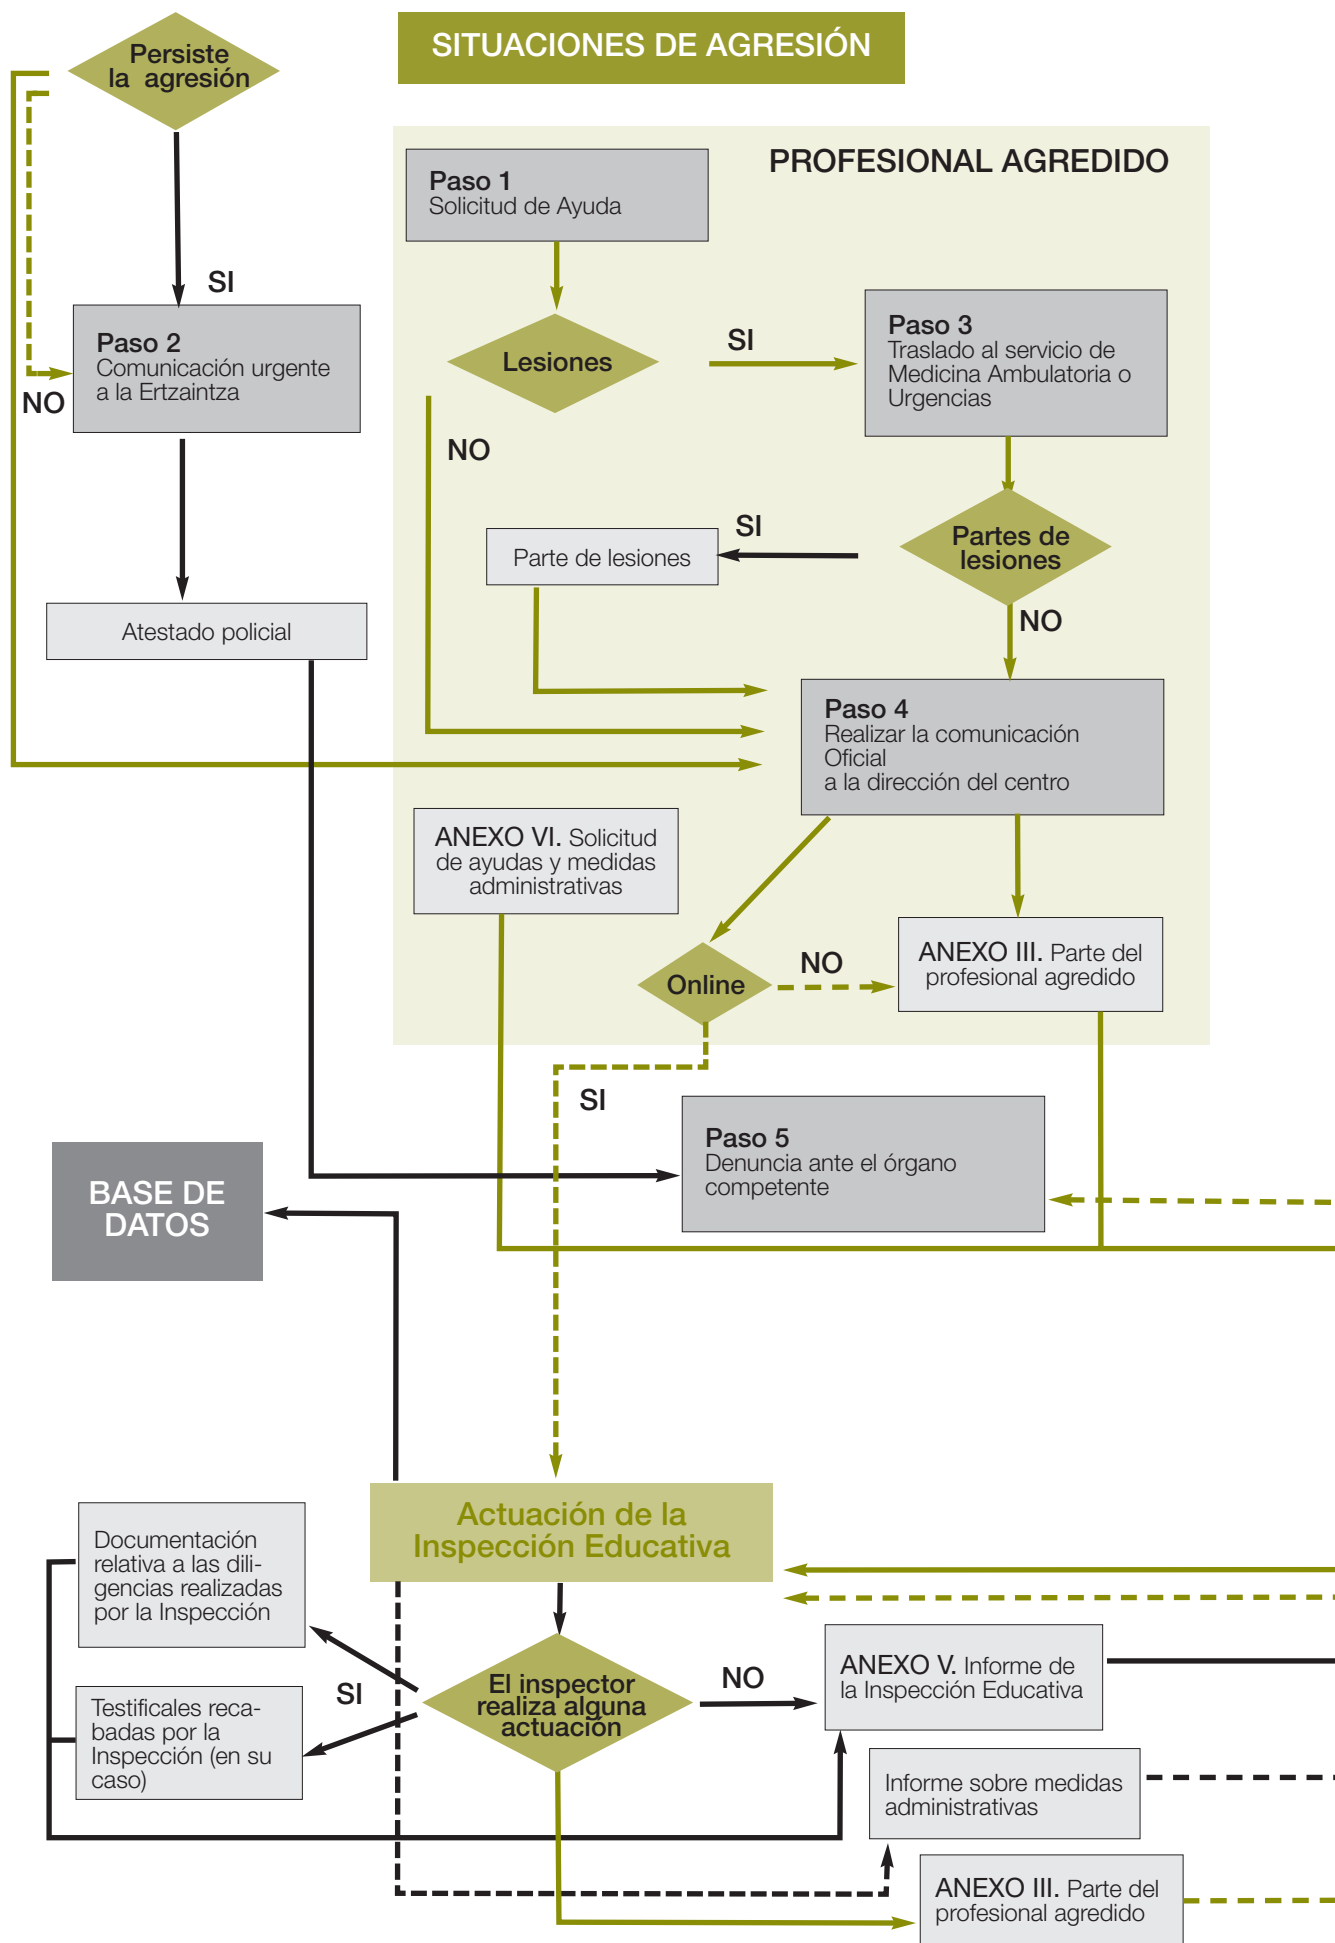 Persiste
la agresión
SITUACIONES DE AGRESIÓN
PROFESIONAL AGREDIDO
Paso 1
Solicitud de Ayuda
SI
Paso 2
Comunicación urgente
a la Ertzaintza
NO
Lesiones
SI
Paso 3
Traslado al servicio de
Medicina Ambulatoria o
Urgencias
NO
SI
Parte de lesiones
Partes de
lesiones
NO
Atestado policial
Paso 4
Realizar la comunicación
Oficial
a la dirección del centro
ANEXO VI. Solicitud
de ayudas y medidas
administrativas
Online
NO
ANEXO III. Parte del
profesional agredido
SI
Paso 5
Denuncia ante el órgano
competente
BASE DE
DATOS
Actuación de la
Inspección Educativa
Documentación
relativa a las dili-
gencias realizadas
por la Inspección
SI
Testificales reca-
badas por la
Inspección (en su
caso)
El inspector
realiza alguna
actuación
NO
ANEXO V. Informe de
la Inspección Educativa
Informe sobre medidas
administrativas
ANEXO III. Parte del
profesional agredido